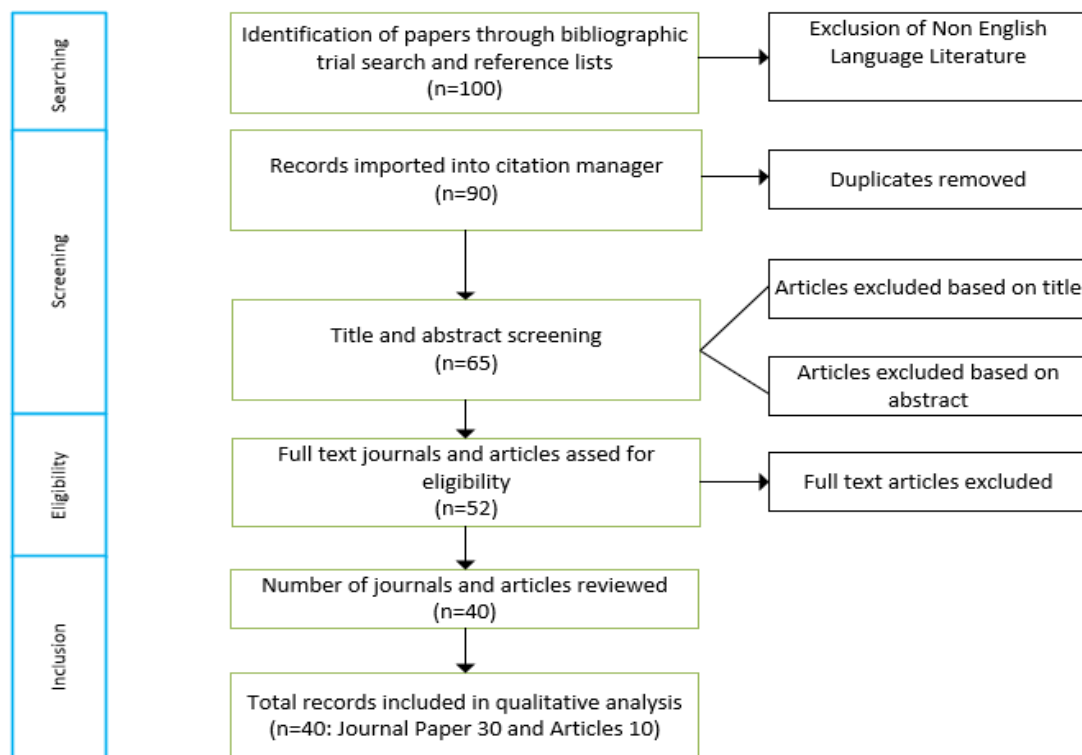 Searching
Identification of papers through bibliographic
trial search and reference lists
(n=100)
Exclusion of Non English
Language Literature
Screening
Records imported into citation manager
(n=90)
Duplicates removed
Title and abstract screening
(n=65)
Articles excluded based on title
Articles excluded based on
abstract
Eligibility
Full text journals and articles assed for
eligibility
(n=52)
Full text articles excluded
Inclusion
Number of journals and articles reviewed
(n=40)
Total records included in qualitative analysis
(n=40: Journal Paper 30 and Articles 10)